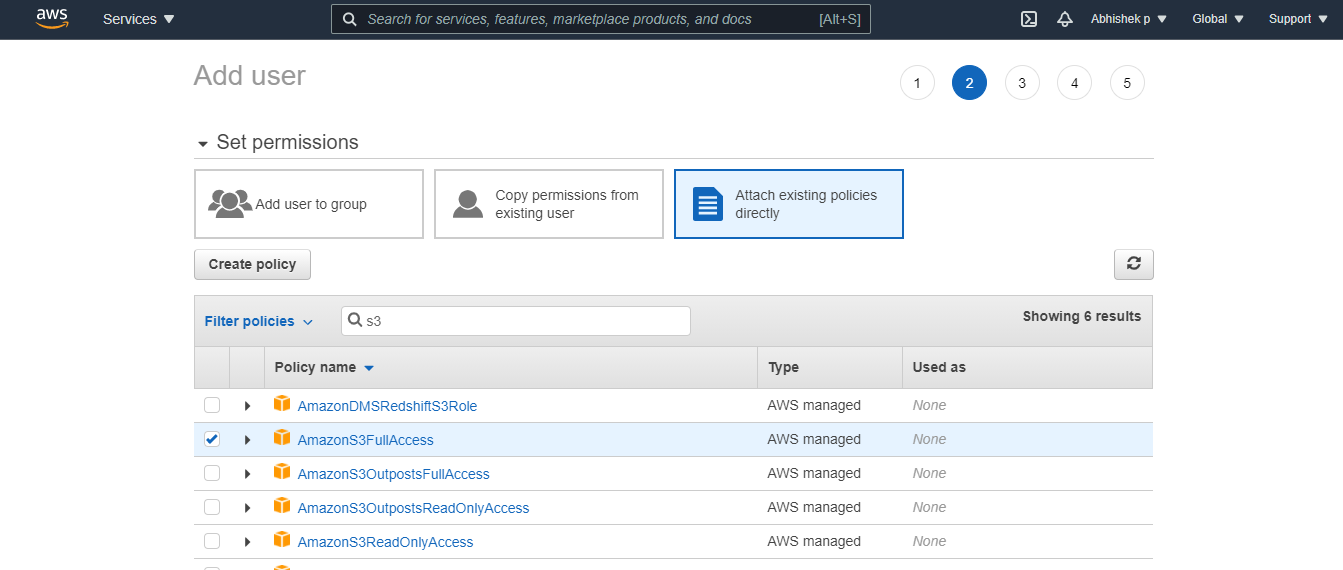 aws Services Search for services, features, marketplace products, and docs [Alt+S] Abhishek p Global Support
Add user 1 2 3 4 5
Set permissions
Add user to group
Copy permissions from
existing user
Attach existing policies
directly
Create policy
Filter policies s3 Showing 6 results
Policy name Type Used as
AmazonDMSRedshiftS3Role AWS managed None
AmazonS3FullAccess AWS managed None
AmazonS3OutpostsFullAccess AWS managed None
AmazonS3OutpostsReadOnlyAccess AWS managed None
AmazonS3ReadOnlyAccess AWS managed None